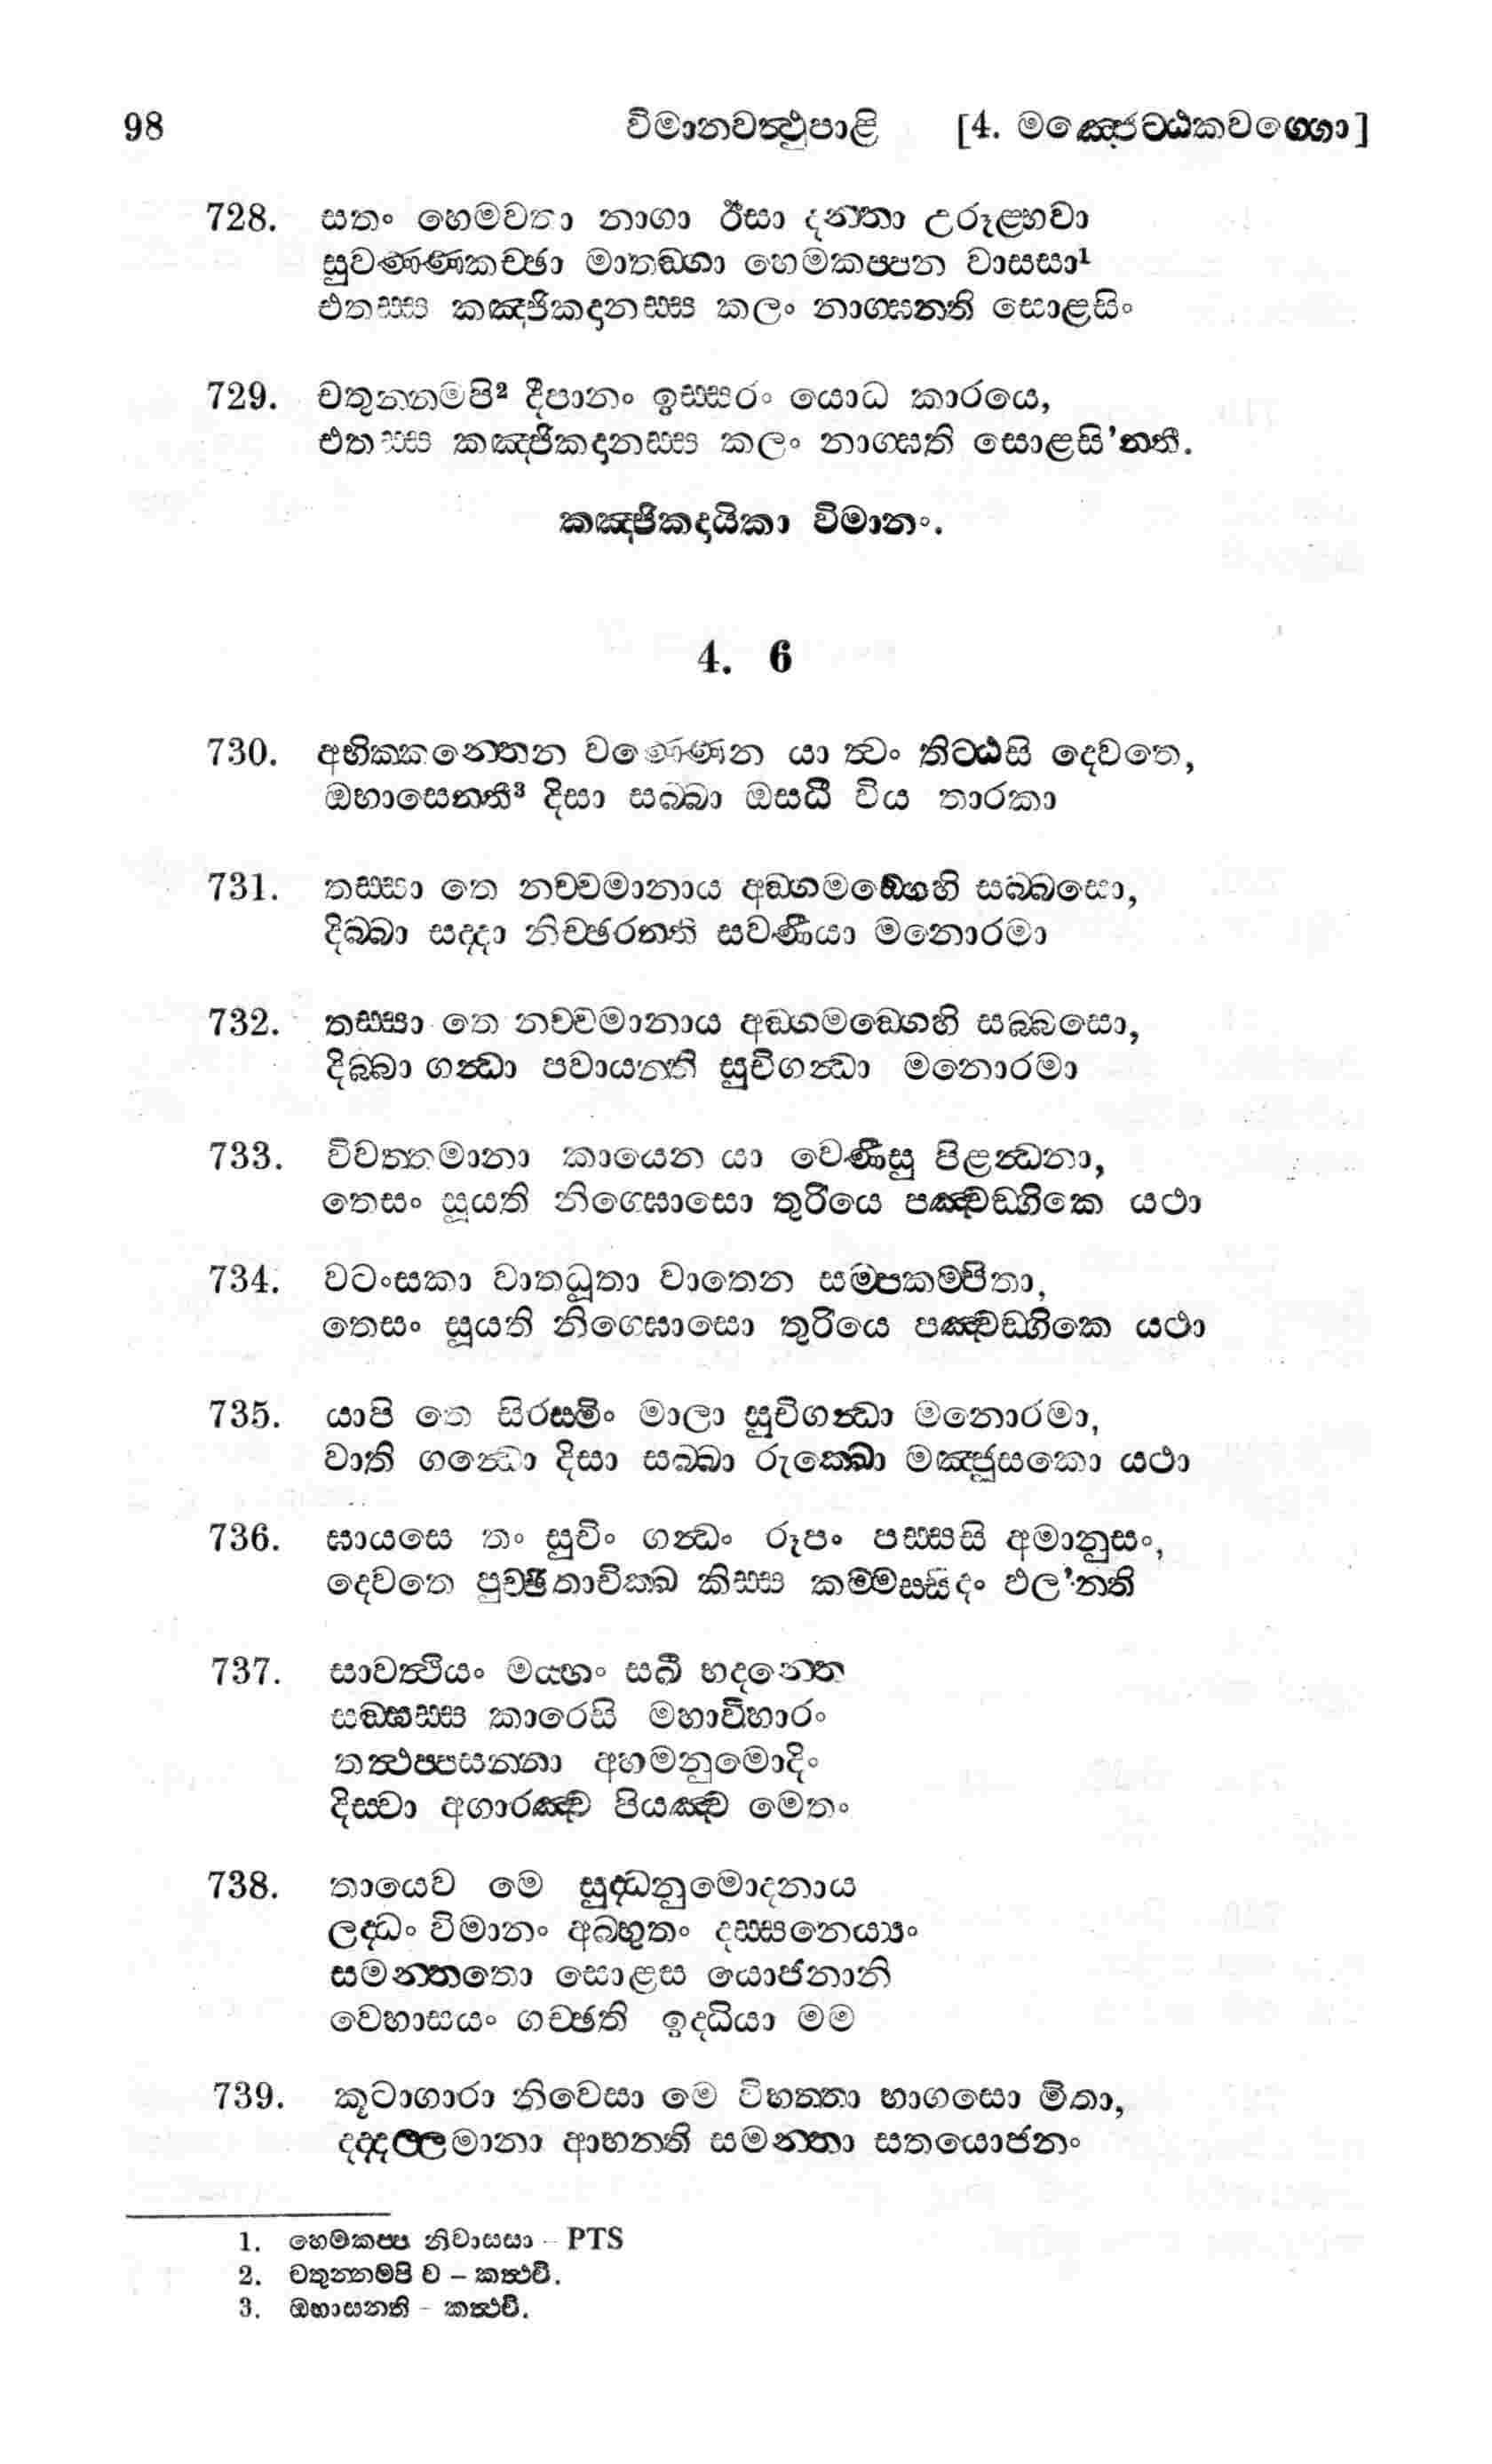 98 විමානවත්ථුපාළි [4. මඤ්ජෙට්ඨකවග්ගො]
728. සතං හෙමවතා නාගා ඊසා දන්තා උරූළ්හවා
සුවණ්ණකච්ඡා මාතඞ්ගා හෙමකප්පන වාසසා¹
එතස්ස කඤ්ජිකදානස්ස කලං නාග්ඝන්ති සොළසිං
729. චතුන්නමපි² දීපානං ඉස්සරං යොධ කාරයෙ,
එතස්ස කඤ්ජිකදානස්ස කලං නාග්ඝති සොළසි’න්තී.
කඤ්ජිකදායිකා විමානං.
4. 6
730. අභික්කන්තෙන වණ්ණෙන යා ත්වං තිට්ඨසි දෙවතෙ,
ඔභාසෙන්තී³ දිසා සබ්බා ඔසධී විය තාරකා
731. තස්සා තෙ නච්චමානාය අඞ්ගමඞ්ගෙහි සබ්බසො,
දිබ්බා සද්දා නිච්ඡරන්ති සවණීයා මනොරමා
732. තස්සා තෙ නච්චමානාය අඞ්ගමඞ්ගෙහි සබ්බසො,
දිබ්බා ගන්ධා පවායන්ති සුචිගන්ධා මනොරමා
733. විවත්තමානා කායෙන යා වෙණීසු පිළන්ධනා,
තෙසං සූයති නිග්ඝොසො තුරියෙ පඤ්චඞ්ගිකෙ යථා
734. වටංසකා වාතධූතා වාතෙන සම්පකම්පිතා,
තෙසං සූයති නිග්ඝොසො තුරියෙ පඤ්චඞ්ගිකෙ යථා
735. යාපි තෙ සිරස්මිං මාලා සුචිගන්ධා මනොරමා,
වාති ගන්ධො දිසා සබ්බා රුක්ඛො මඤ්ජූසකො යථා
736. ඝායසෙ තං සුචිං ගන්ධං රූපං පස්සසි අමානුසං,
දෙවතෙ පුච්ඡිතාචික්ඛ කිස්ස කම්මස්සිදං ඵල’න්ති
737. සාවත්ථියං මය්හං සඛී භදන්තෙ
සඞ්ඝස්ස කාරෙසි මහාවිහාරං
තත්ථප්පසන්නා අහමනුමොදිං
දිස්වා අගාරඤ්ච පියඤ්ච මෙතං
738. තායෙව මෙ සුද්ධනුමොදනාය
ලද්ධං විමානං අබ්භුතං දස්සනෙය්‍යං
සමන්තතො සොළස යොජනානි
වෙහාසයං ගච්ඡති ඉද්ධියා මම
739. කූටාගාරා නිවෙසා මෙ විභත්තා භාගසො මිතා,
දද්දල්ලමානා ආභන්ති සමන්තා සතයොජනං
1. හෙමකප්ප නිවාසසා - PTS
2. චතුන්නම්පි ච – කත්ථචි.
3. ඔභාසන්ති - කත්ථචි.